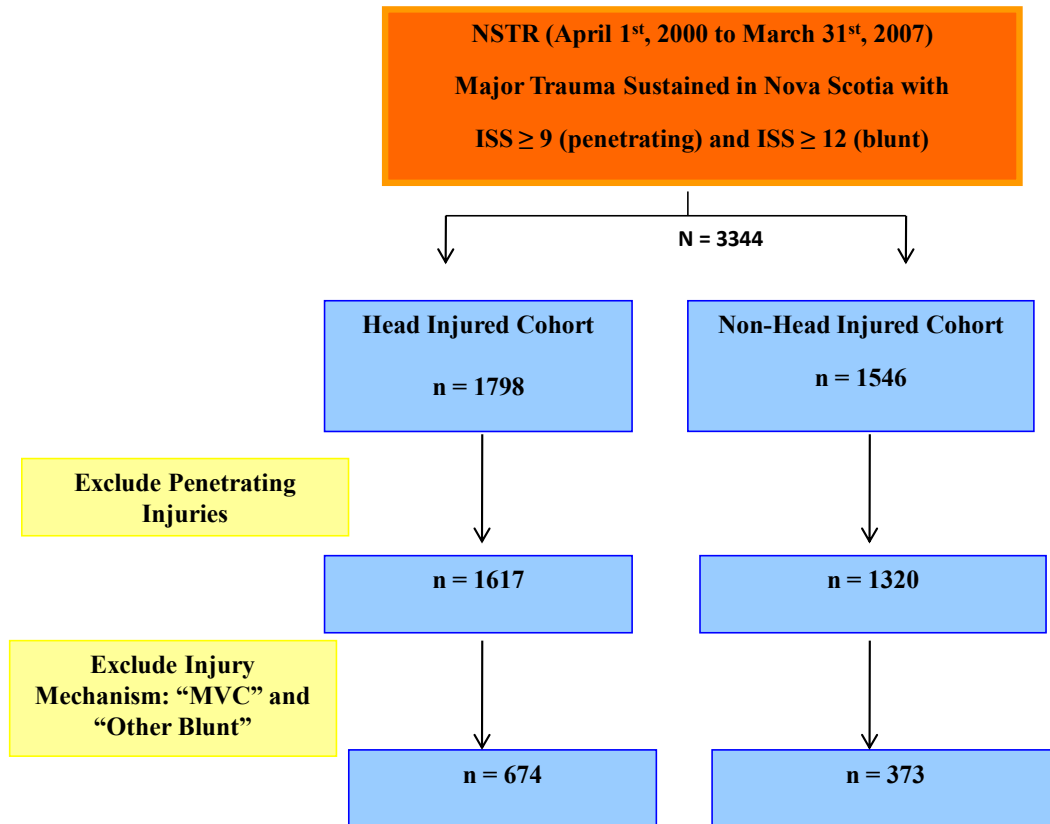 NSTR (April 1st, 2000 to March 31st, 2007)
Major Trauma Sustained in Nova Scotia with
ISS ≥ 9 (penetrating) and ISS ≥ 12 (blunt)
N = 3344
Head Injured Cohort
n = 1798
Non-Head Injured Cohort
n = 1546
Exclude Penetrating
Injuries
n = 1617
n = 1320
Exclude Injury
Mechanism: “MVC” and
“Other Blunt”
n = 674
n = 373